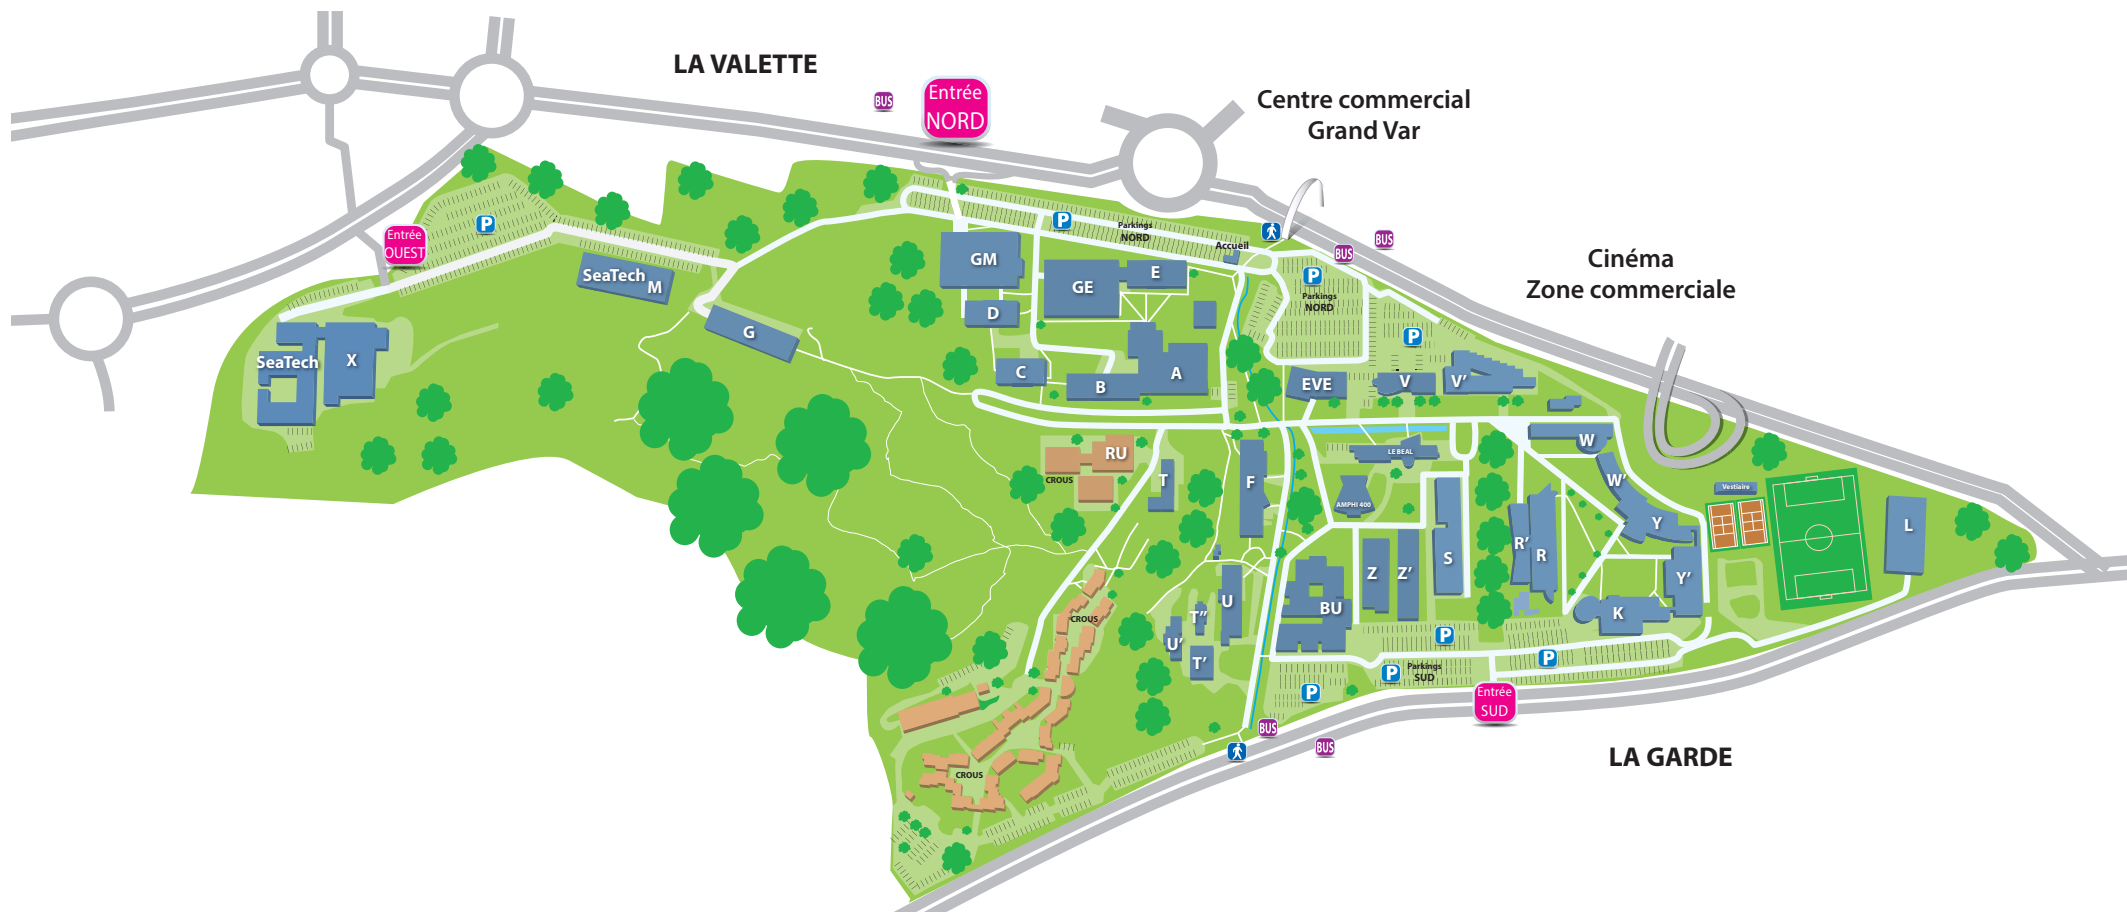 LA VALETTE
BUS
Entrée
NORD
Centre commercial
Grand Var
Cinéma
Zone commerciale
Entrée
OUEST
P
P
Parkings
NORD
Accueil
BUS
BUS
P
Parkings
NORD
P
SeaTech
M
GM
GE
E
D
G
SeaTech
X
C
B
A
EVE
V
V'
W
LE BEAL
RU
CROUS
T
F
AMPHI 400
W'
Y
Vestiaire
L
S
R'
R
Z
Z'
Y'
K
BU
U
T"
U'
T'
CROUS
P
P
P
Parkings
SUD
P
Entrée
SUD
BUS
BUS
CROUS
LA GARDE